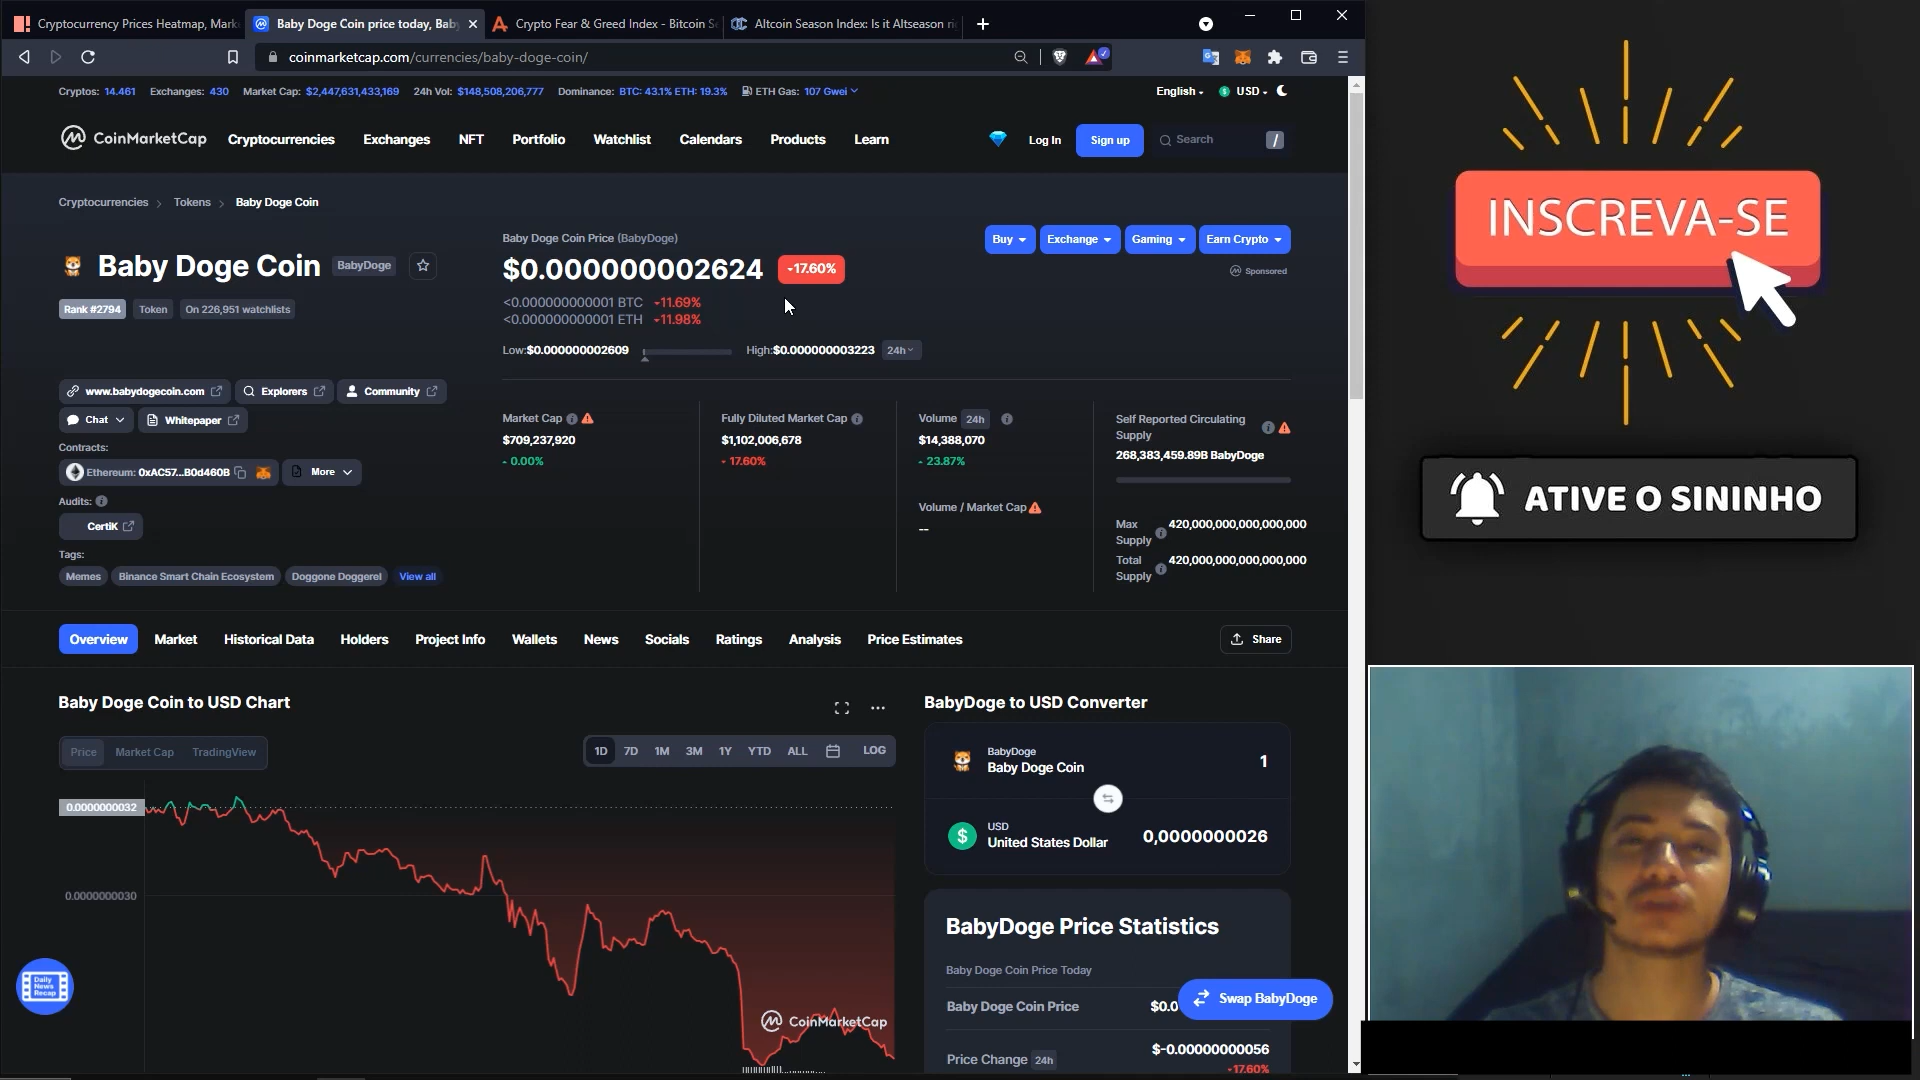 Cryptocurrency Prices Heatmap, Mark
Baby Doge Coin price today, Bab
Crypto Fear & Greed Index - Bitcoin S
Altcoin Season Index: Is it Altseason ri
coinmarketcap.com/currencies/baby-doge-coin/
Cryptos: 14.461 Exchanges: 430 Market Cap: $2,447,631,433,169 24h Vol: $148,508,206,777 Dominance: BTC: 43.1% ETH: 19.3% ETH Gas: 107 Gwei
English USD
CoinMarketCap Cryptocurrencies Exchanges NFT Portfolio Watchlist Calendars Products Learn
Log In Sign up Search /
Cryptocurrencies > Tokens > Baby Doge Coin
Baby Doge Coin BabyDoge
Rank #2794 Token On 226,951 watchlists
Baby Doge Coin Price (BabyDoge)
$0.000000002624 17.60%
<0.000000000001 BTC 11.69%
<0.000000000001 ETH 11.98%
Low:$0.000000002609 High:$0.000000003223 24h
Buy Exchange Gaming Earn Crypto
Sponsored
www.babydogecoin.com Explorers Community
Chat Whitepaper
Contracts:
Ethereum: 0xAC57...B0d460B More
Audits:
CertiK
Tags:
Memes Binance Smart Chain Ecosystem Doggone Doggerel View all
Market Cap
$709,237,920
0.00%
Fully Diluted Market Cap
$1,102,006,678
17.60%
Volume 24h
$14,388,070
23.87%
Volume / Market Cap
--
Self Reported Circulating
Supply
268,383,459.89B BabyDoge
Max
Supply
420,000,000,000,000,000
Total
Supply
420,000,000,000,000,000
Overview Market Historical Data Holders Project Info Wallets News Socials Ratings Analysis Price Estimates
Share
Baby Doge Coin to USD Chart
Price Market Cap TradingView
1D 7D 1M 3M 1Y YTD ALL LOG
0.0000000032
0.0000000030
CoinMarketCap
Daily
News
Recap
BabyDoge to USD Converter
BabyDoge
Baby Doge Coin
1
USD
United States Dollar
0,0000000026
BabyDoge Price Statistics
Baby Doge Coin Price Today
Baby Doge Coin Price $0.0
Swap BabyDoge
Price Change 24h
$-0.00000000056
17.60%
INSCREVA-SE
ATIVE O SININHO